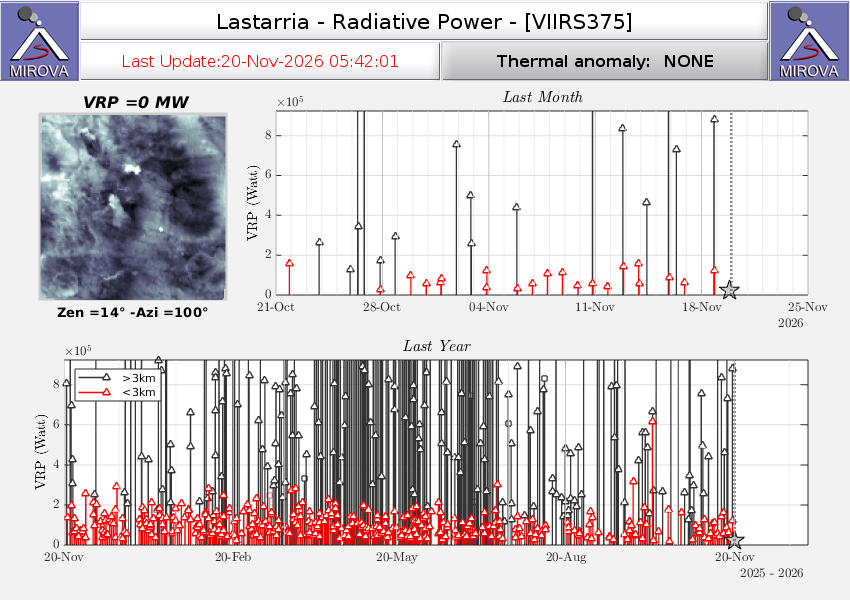 Lastarria - Radiative Power - [VIIRS375]
MIROVA
Last Update:20-Nov-2026 05:42:01
Thermal anomaly: NONE
MIROVA
VRP =0 MW
Zen =14° -Azi =100°
Last Month
×10⁵
VRP (Watt)
8
6
4
2
0
21-Oct 28-Oct 04-Nov 11-Nov 18-Nov 25-Nov
2026
Last Year
×10⁵
VRP (Watt)
>3km
<3km
8
6
4
2
0
20-Nov 20-Feb 20-May 20-Aug 20-Nov
2025 - 2026